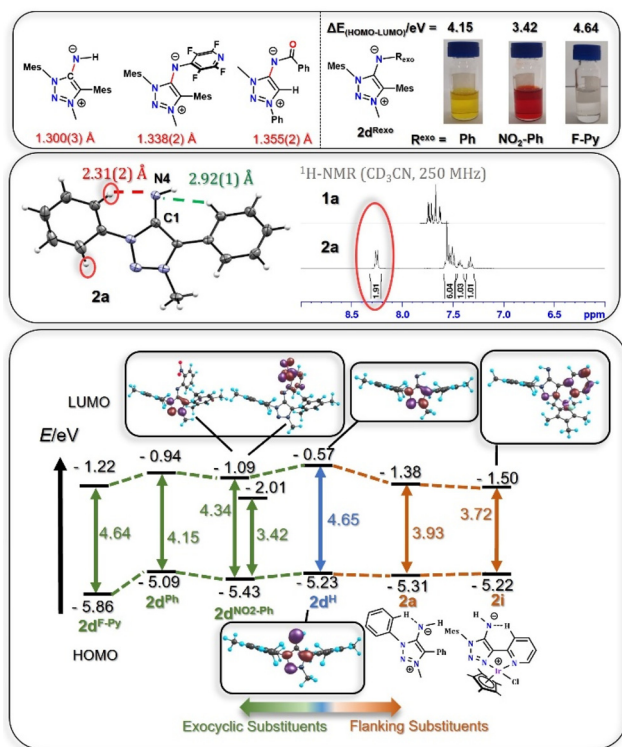 ΔE(HOMO-LUMO)/eV 4.15 3.42 4.64
⊖ N H
Mes C Mes
N N N ⊕
1.300(3) Å
⊖ N F F N F F
Mes Mes
N N N ⊕
1.338(2) Å
⊖ N O Ph
Mes H
N N N ⊕
Ph
1.355(2) Å
⊖ N Rexo
Mes Mes
N N N ⊕
2dRexo
Rexo = Ph NO2-Ph F-Py
2.31(2) Å N4 2.92(1) Å
C1
2a
1H-NMR (CD3CN, 250 MHz)
1a
2a
1.91 6.04 1.03 1.01
8.5 8.0 7.5 7.0 6.5 ppm
LUMO
E/eV
- 1.22 - 0.94 - 1.09 - 0.57 - 1.38 - 1.50
- 2.01
4.64 4.15 4.34 3.42 4.65 3.93 3.72
- 5.86 - 5.09 - 5.43 - 5.23 - 5.31 - 5.22
2dF-Py 2dPh 2dNO2-Ph 2dH 2a 2i
HOMO
H N H ⊖
Ph
N N N ⊕
H N H ⊖
Mes
N N N ⊕ N
Ir Cl
Exocyclic Substituents Flanking Substituents